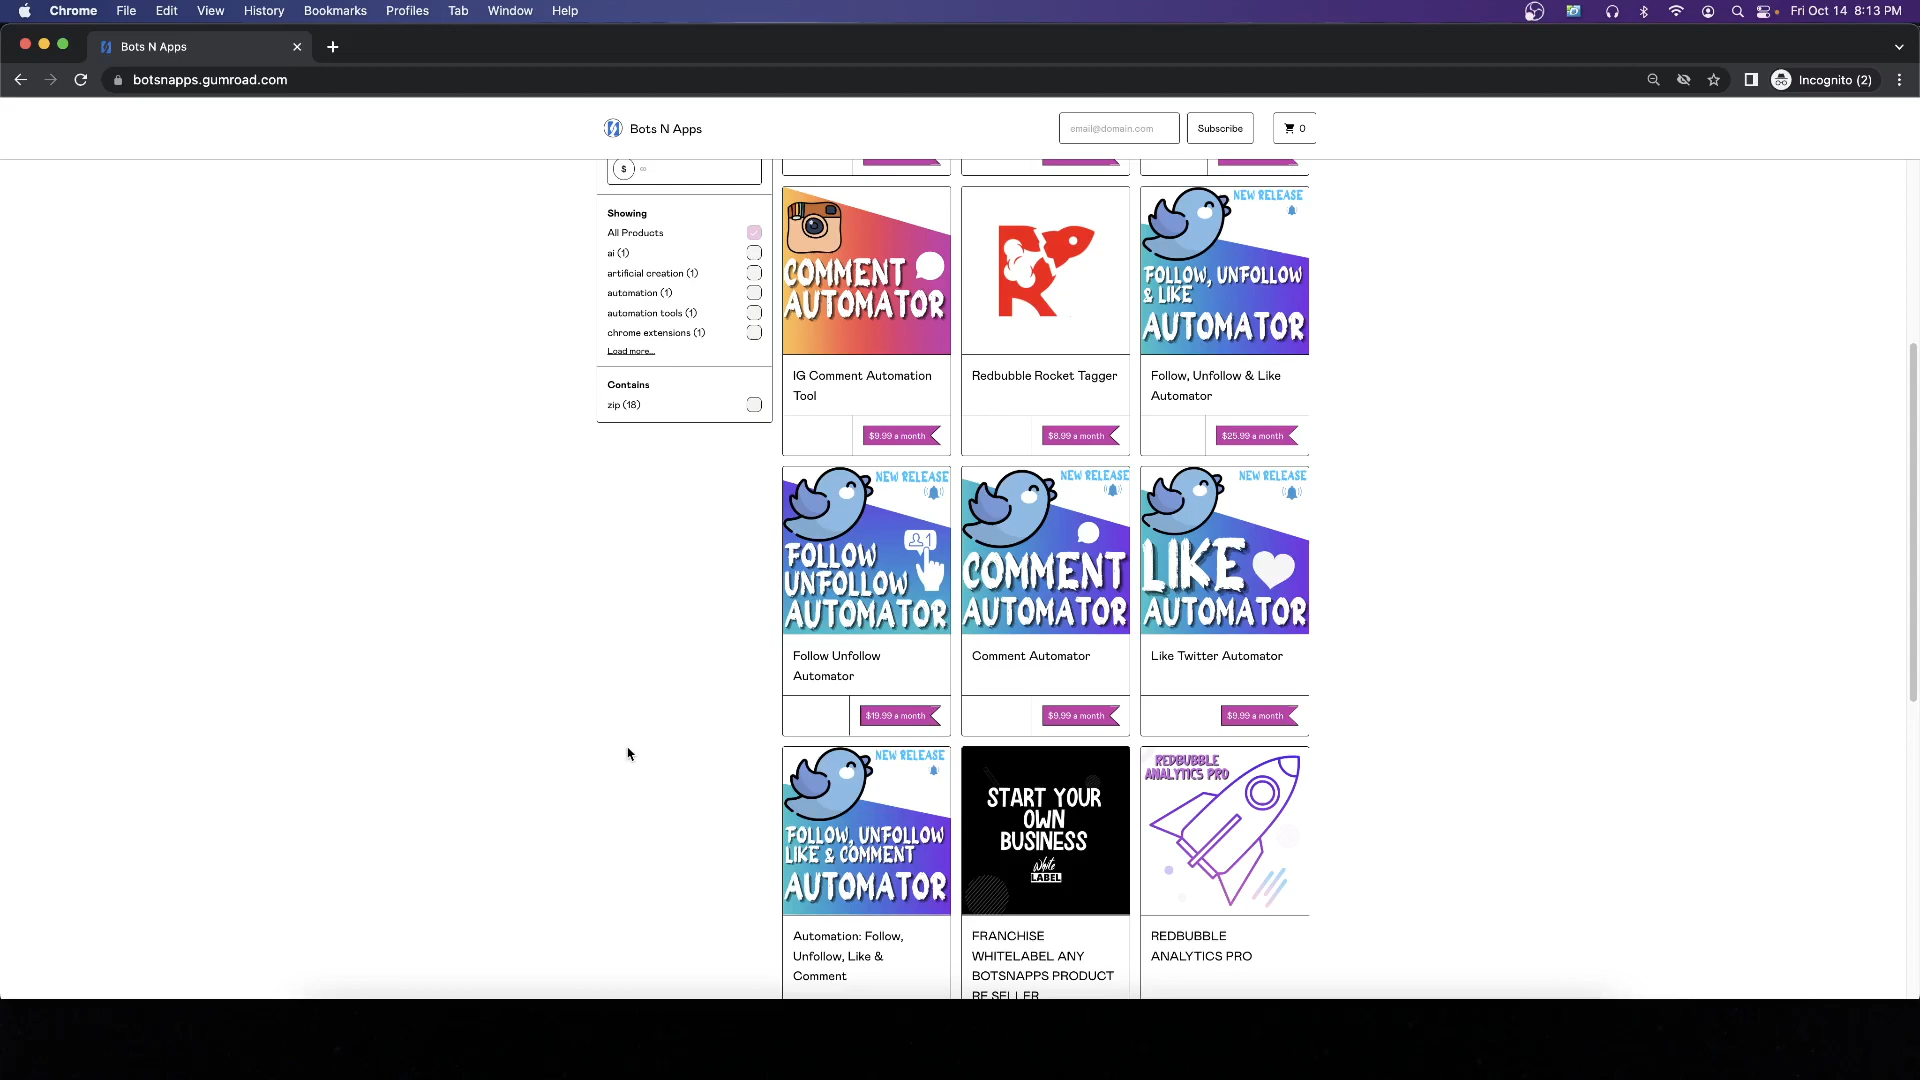 Chrome File Edit View History Bookmarks Profiles Tab Window Help Fri Oct 14 8:13 PM
Bots N Apps
botsnapps.gumroad.com Incognito (2)
Bots N Apps email@domain.com Subscribe 0
$ ∞
Showing
All Products
ai (1)
artificial creation (1)
automation (1)
automation tools (1)
chrome extensions (1)
Load more...
Contains
zip (18)
COMMENT
AUTOMATOR
IG Comment Automation
Tool
$9.99 a month
R
Redbubble Rocket Tagger
$8.99 a month
NEW RELEASE
FOLLOW, UNFOLLOW
& LIKE
AUTOMATOR
Follow, Unfollow & Like
Automator
$25.99 a month
NEW RELEASE
1
FOLLOW
UNFOLLOW
AUTOMATOR
Follow Unfollow
Automator
$19.99 a month
NEW RELEASE
COMMENT
AUTOMATOR
Comment Automator
$9.99 a month
NEW RELEASE
LIKE
AUTOMATOR
Like Twitter Automator
$9.99 a month
NEW RELEASE
FOLLOW, UNFOLLOW
LIKE & COMMENT
AUTOMATOR
Automation: Follow,
Unfollow, Like &
Comment
START YOUR
OWN
BUSINESS
White
LABEL
FRANCHISE
WHITELABEL ANY
BOTSNAPPS PRODUCT
RE SELLER
REDBUBBLE
ANALYTICS PRO
REDBUBBLE
ANALYTICS PRO